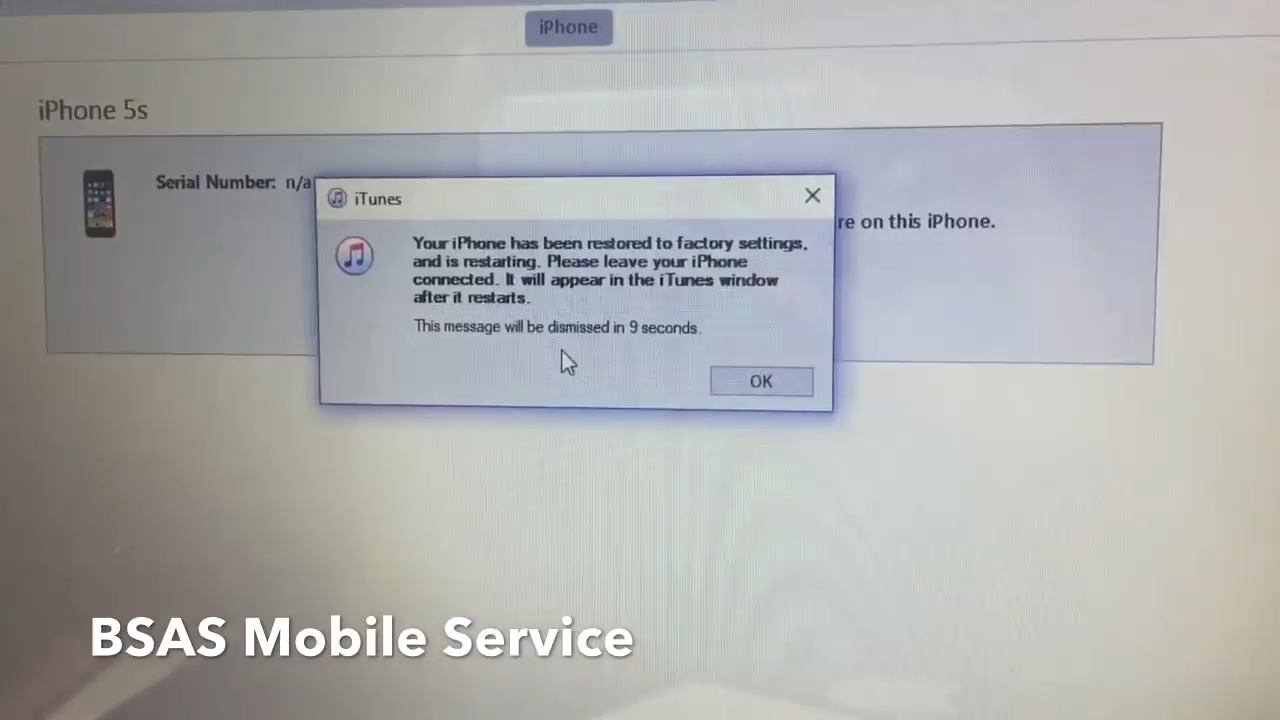 iPhone
iPhone 5s
Serial Number: n/a
iTunes
re on this iPhone.
Your iPhone has been restored to factory settings,
and is restarting. Please leave your iPhone
connected. It will appear in the iTunes window
after it restarts.
This message will be dismissed in 9 seconds.
OK
BSAS Mobile Service